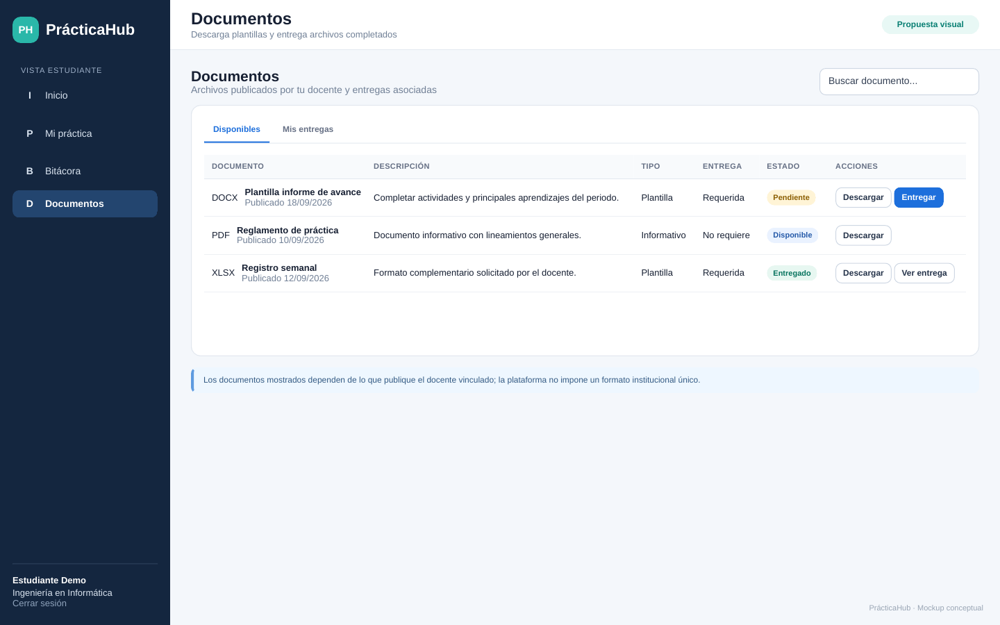 PH PrácticaHub
VISTA ESTUDIANTE
I Inicio
P Mi práctica
B Bitácora
D Documentos
Estudiante Demo
Ingeniería en Informática
Cerrar sesión
Documentos
Descarga plantillas y entrega archivos completados
Propuesta visual
Documentos
Archivos publicados por tu docente y entregas asociadas
Buscar documento...
Disponibles Mis entregas
DOCUMENTO DESCRIPCIÓN TIPO ENTREGA ESTADO ACCIONES
DOCX Plantilla informe de avance
Publicado 18/09/2026
Completar actividades y principales aprendizajes del periodo. Plantilla Requerida Pendiente Descargar Entregar
PDF Reglamento de práctica
Publicado 10/09/2026
Documento informativo con lineamientos generales. Informativo No requiere Disponible Descargar
XLSX Registro semanal
Publicado 12/09/2026
Formato complementario solicitado por el docente. Plantilla Requerida Entregado Descargar Ver entrega
Los documentos mostrados dependen de lo que publique el docente vinculado; la plataforma no impone un formato institucional único.
PrácticaHub · Mockup conceptual